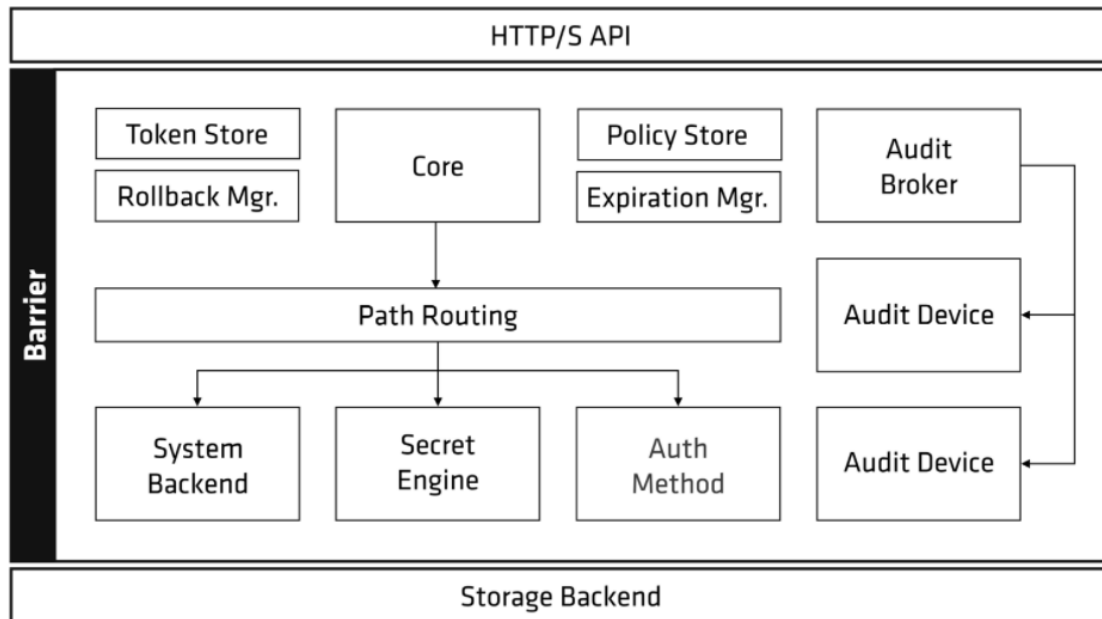 HTTP/S API
Barrier
Token Store
Rollback Mgr.
Core
Policy Store
Expiration Mgr.
Audit
Broker
Path Routing
Audit Device
System
Backend
Secret
Engine
Auth
Method
Audit Device
Storage Backend